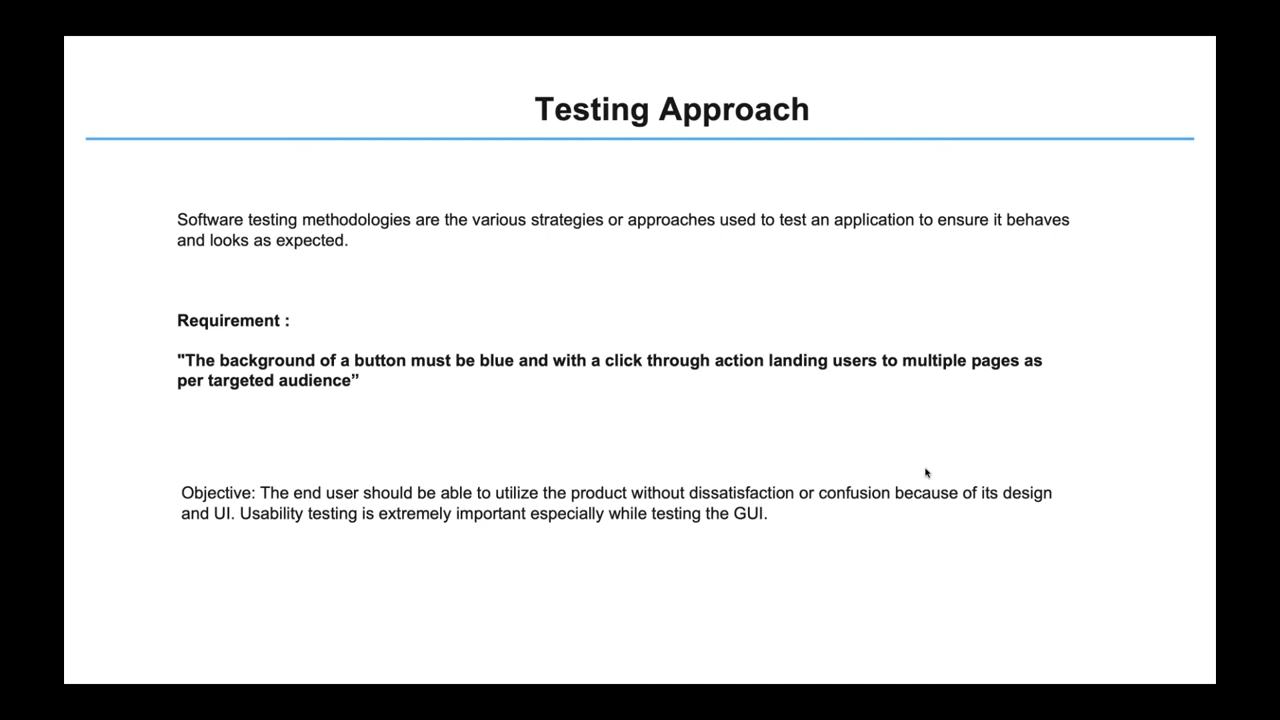 Testing Approach
Software testing methodologies are the various strategies or approaches used to test an application to ensure it behaves
and looks as expected.
Requirement :
"The background of a button must be blue and with a click through action landing users to multiple pages as
per targeted audience”
Objective: The end user should be able to utilize the product without dissatisfaction or confusion because of its design
and UI. Usability testing is extremely important especially while testing the GUI.